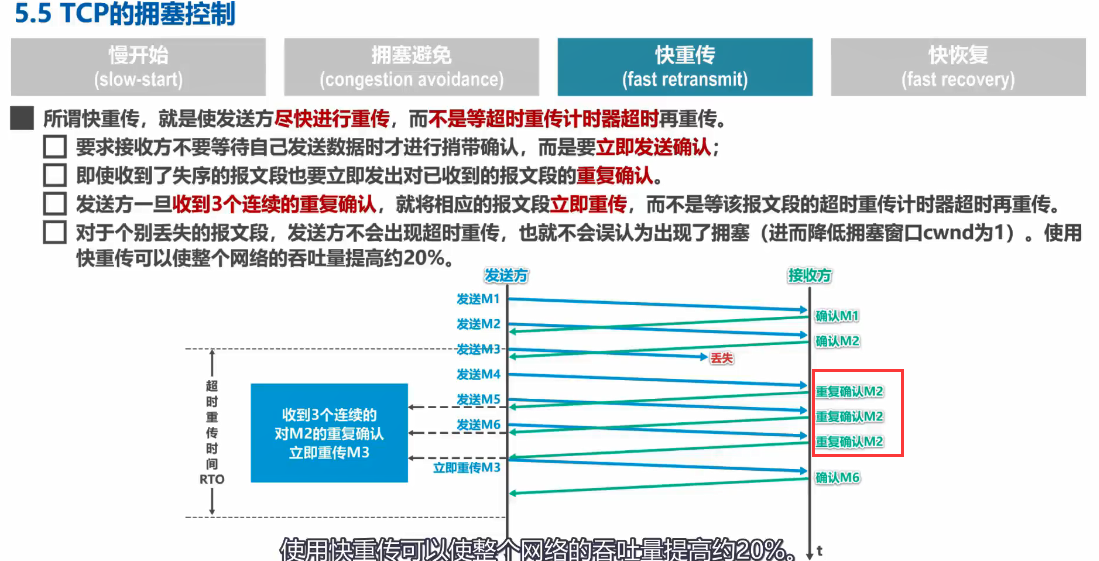 5.5 TCP的拥塞控制
慢开始
(slow-start)
拥塞避免
(congestion avoidance)
快重传
(fast retransmit)
快恢复
(fast recovery)
所谓快重传，就是使发送方尽快进行重传，而不是等超时重传计时器超时再重传。
要求接收方不要等待自己发送数据时才进行捎带确认，而是要立即发送确认；
即使收到了失序的报文段也要立即发出对已收到的报文段的重复确认。
发送方一旦收到3个连续的重复确认，就将相应的报文段立即重传，而不是等该报文段的超时重传计时器超时再重传。
对于个别丢失的报文段，发送方不会出现超时重传，也就不会误认为出现了拥塞（进而降低拥塞窗口cwnd为1）。使用
快重传可以使整个网络的吞吐量提高约20%。
发送方
接收方
发送M1
确认M1
发送M2
确认M2
发送M3
丢失
发送M4
重复确认M2
发送M5
重复确认M2
发送M6
重复确认M2
立即重传M3
确认M6
超时重传时间
RTO
收到3个连续的
对M2的重复确认
立即重传M3
t
使用快重传可以使整个网络的吞吐量提高约20%。